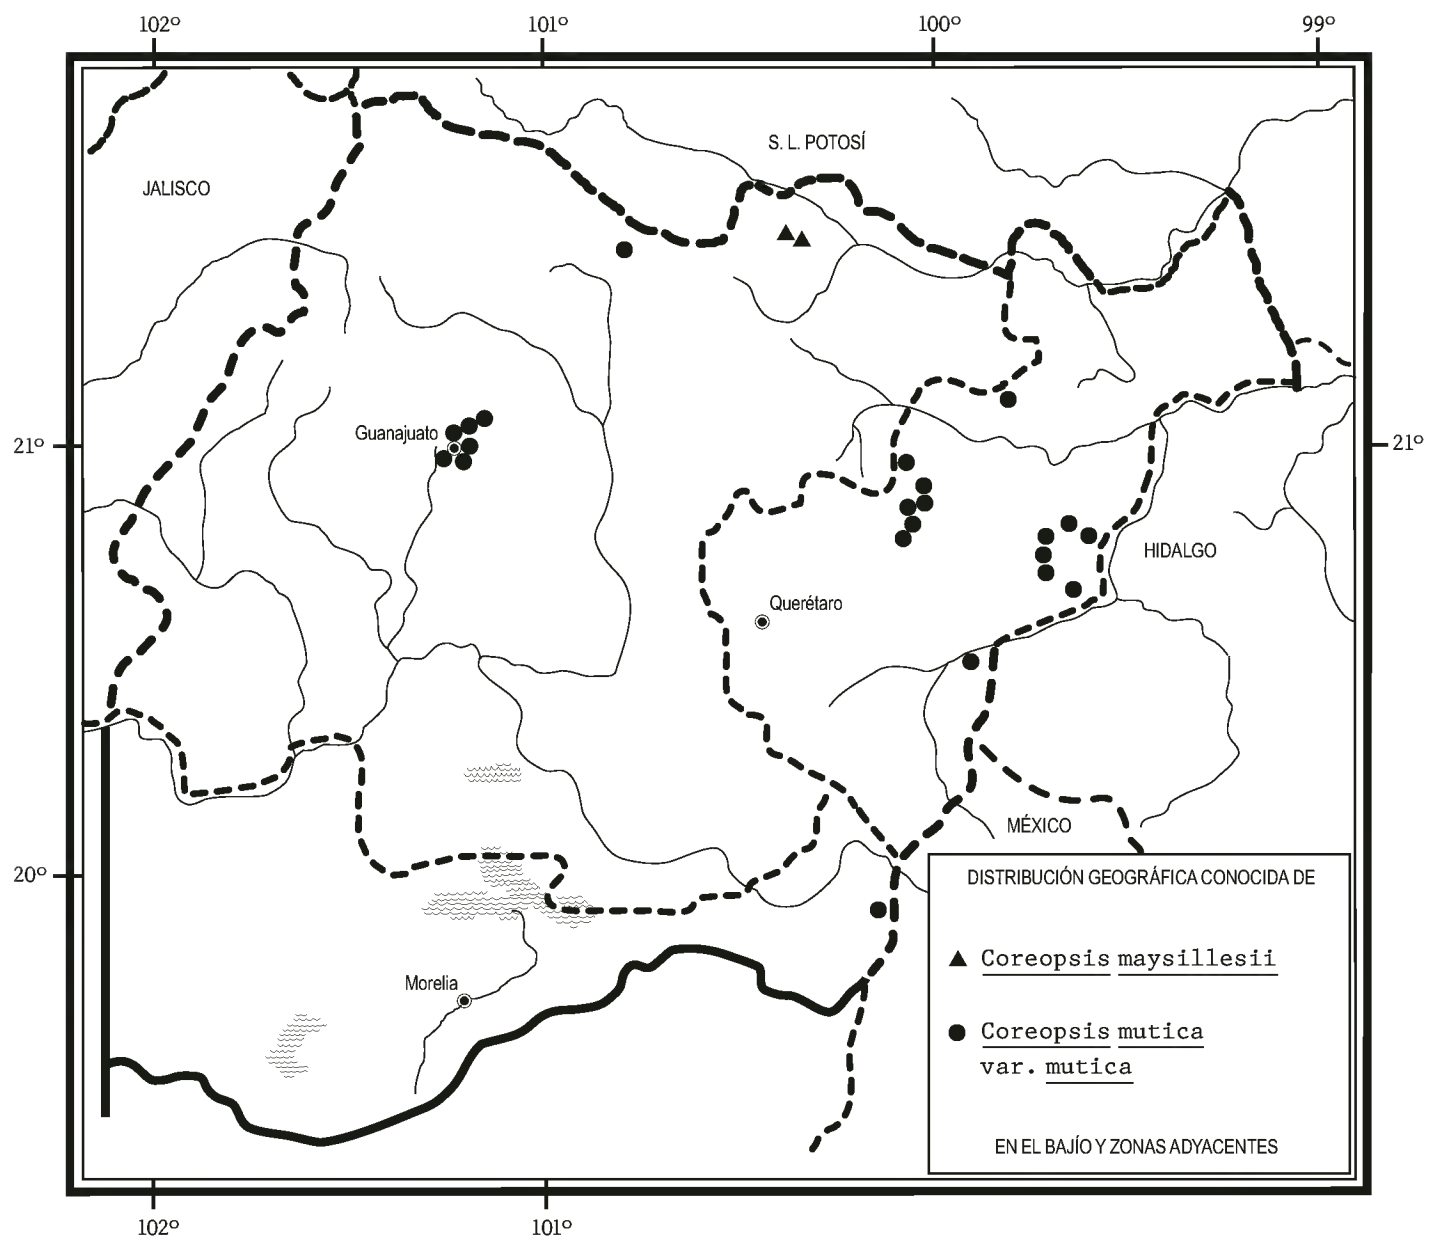 102º 101º 100º 99º
S. L. POTOSÍ
JALISCO
Guanajuato
21º 21º
HIDALGO
Querétaro
MÉXICO
20º
DISTRIBUCIÓN GEOGRÁFICA CONOCIDA DE
Coreopsis maysillesii
Morelia
Coreopsis mutica
var. mutica
EN EL BAJÍO Y ZONAS ADYACENTES
102º 101º